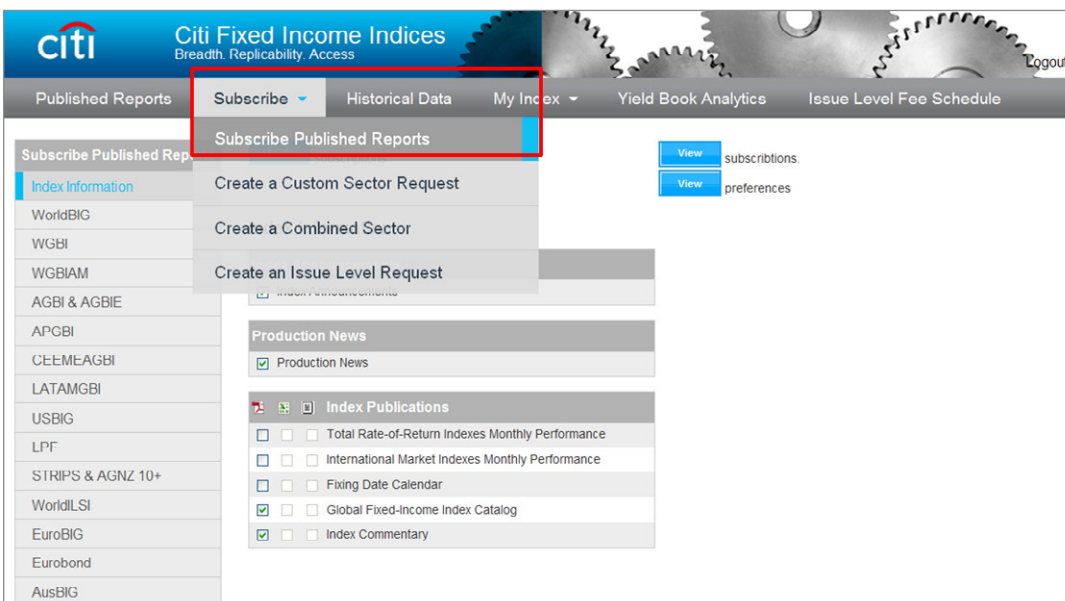 citi
Citi Fixed Income Indices
Breadth. Replicability. Access
Logout
Published Reports
Subscribe
Historical Data
My Index
Yield Book Analytics
Issue Level Fee Schedule
Subscribe Published Reports
Create a Custom Sector Request
Create a Combined Sector
Create an Issue Level Request
Subscribe Published Rep
Index Information
WorldBIG
WGBI
WGBIAM
AGBI & AGBIE
APGBI
CEEMEAGBI
LATAMGBI
USBIG
LPF
STRIPS & AGNZ 10+
WorldILSI
EuroBIG
Eurobond
AusBIG
View subscribtions.
View preferences
Index Announcements
Production News
Production News
Index Publications
Total Rate-of-Return Indexes Monthly Performance
International Market Indexes Monthly Performance
Fixing Date Calendar
Global Fixed-Income Index Catalog
Index Commentary